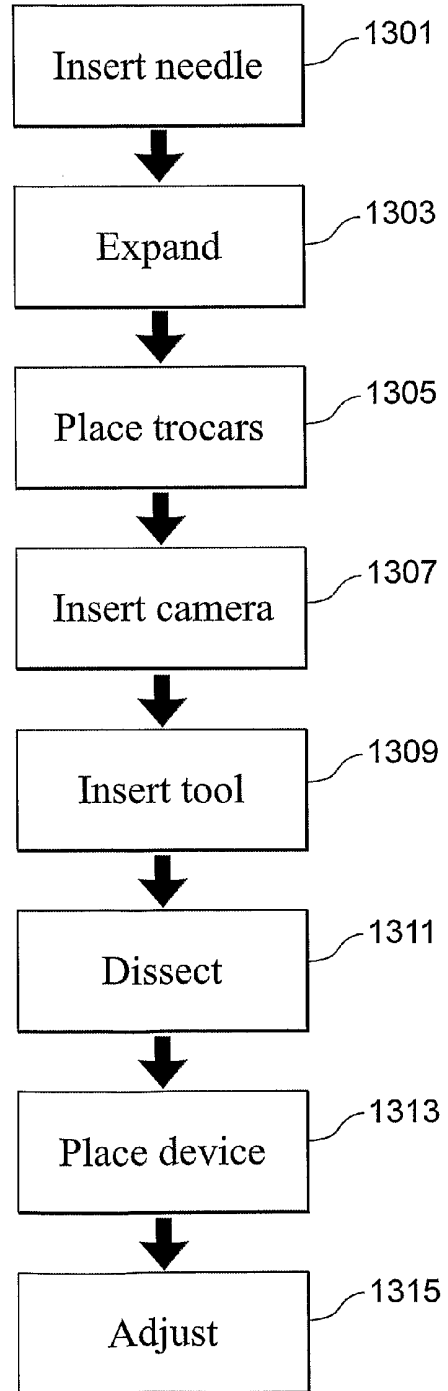 1301
Insert needle
1303
Expand
1305
Place trocars
1307
Insert camera
1309
Insert tool
1311
Dissect
1313
Place device
1315
Adjust